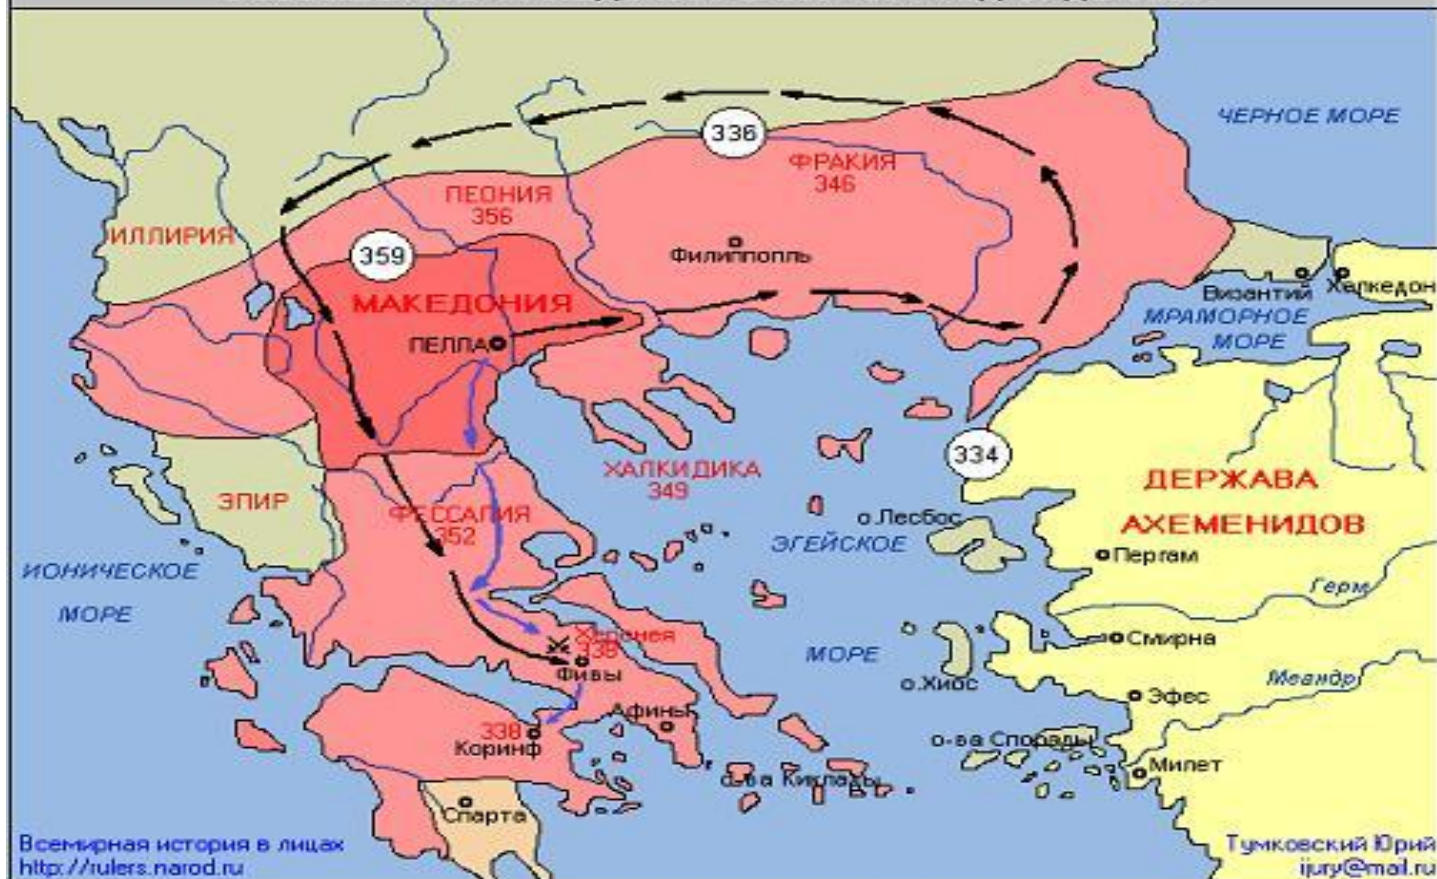 ЧЕРНОЕ МОРЕ
336
ФРАКИЯ
346
ПЕОНИЯ
356
ИЛЛИРИЯ
359
Филиппопль
МАКЕДОНИЯ
Византий
Халкедон
МРАМОРНОЕ
МОРЕ
ПЕЛЛА
334
ХАЛКИДИКА
349
ДЕРЖАВА
АХЕМЕНИДОВ
ЭПИР
ФЕССАЛИЯ
352
о.Лесбос
ЭГЕЙСКОЕ
Пергам
ИОНИЧЕСКОЕ
МОРЕ
Герм
Херонея
339
Смирна
МОРЕ
Фивы
о.Хиос
Меандр
Эфес
Афины
338
Коринф
о-ва Спорады
Милет
о-ва Киклады
Спарта
Всемирная история в лицах
http://rulers.narod.ru
Тумковский Юрий
ijury@mail.ru